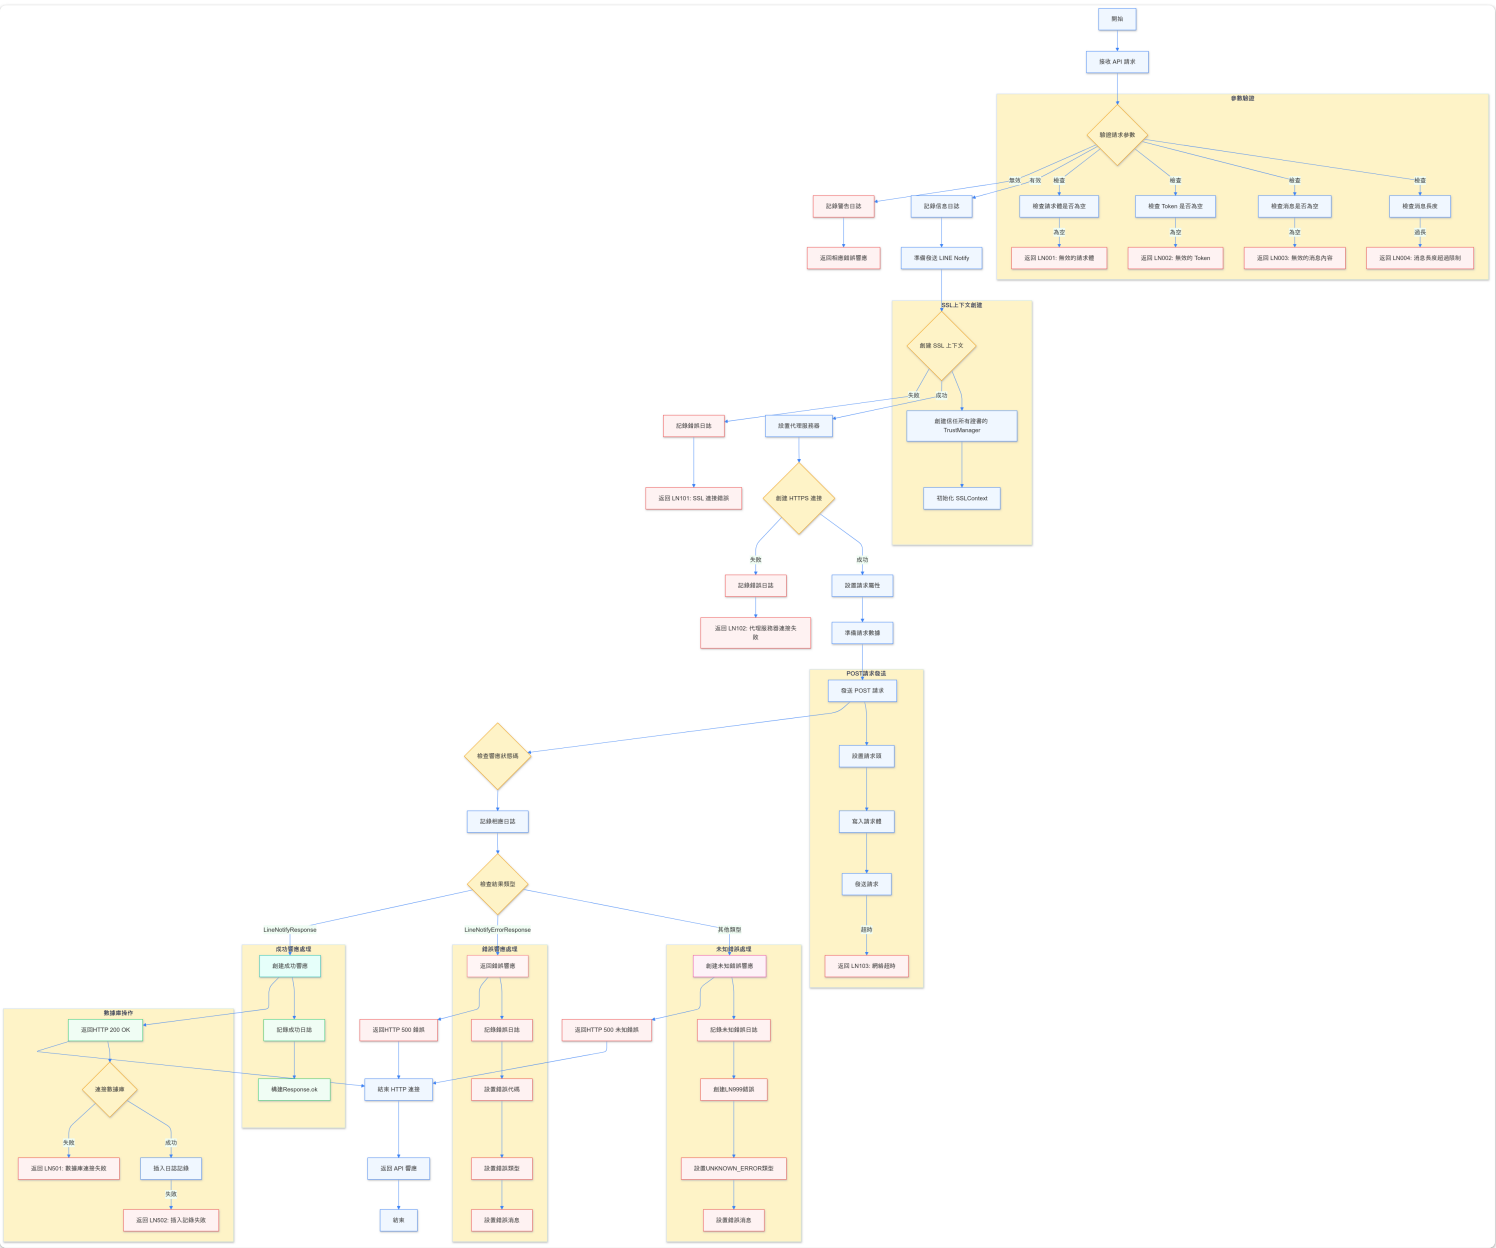 開始
接收 API 請求
參數驗證
驗證請求參數
無效
有效
檢查
檢查
檢查
檢查
記錄警告日誌
記錄信息日誌
檢查請求體是否為空
檢查 Token 是否為空
檢查消息是否為空
檢查消息長度
為空
為空
為空
過長
返回相應錯誤響應
準備發送 LINE Notify
返回 LN001: 無效的請求體
返回 LN002: 無效的 Token
返回 LN003: 無效的消息內容
返回 LN004: 消息長度超過限制
SSL上下文創建
創建 SSL 上下文
失敗
成功
記錄錯誤日誌
設置代理服務器
創建信任所有證書的
TrustManager
返回 LN101: SSL 連接錯誤
創建 HTTPS 連接
初始化 SSLContext
失敗
成功
記錄錯誤日誌
設置請求屬性
返回 LN102: 代理服務器連接失
敗
準備請求數據
POST請求發送
發送 POST 請求
檢查響應狀態碼
設置請求頭
記錄相應日誌
寫入請求體
檢查結果類型
發送請求
LineNotifyResponse
LineNotifyErrorResponse
其他類型
超時
成功響應處理
錯誤響應處理
未知錯誤處理
創建成功響應
返回錯誤響應
創建未知錯誤響應
返回 LN103: 網絡超時
數據庫操作
返回HTTP 200 OK
記錄成功日誌
返回HTTP 500 錯誤
記錄錯誤日誌
返回HTTP 500 未知錯誤
記錄未知錯誤日誌
連接數據庫
構建Response.ok
結束 HTTP 連接
設置錯誤代碼
創建LN999錯誤
失敗
成功
返回 LN501: 數據庫連接失敗
插入日誌記錄
返回 API 響應
設置錯誤類型
設置UNKNOWN_ERROR類型
失敗
返回 LN502: 插入記錄失敗
結束
設置錯誤消息
設置錯誤消息